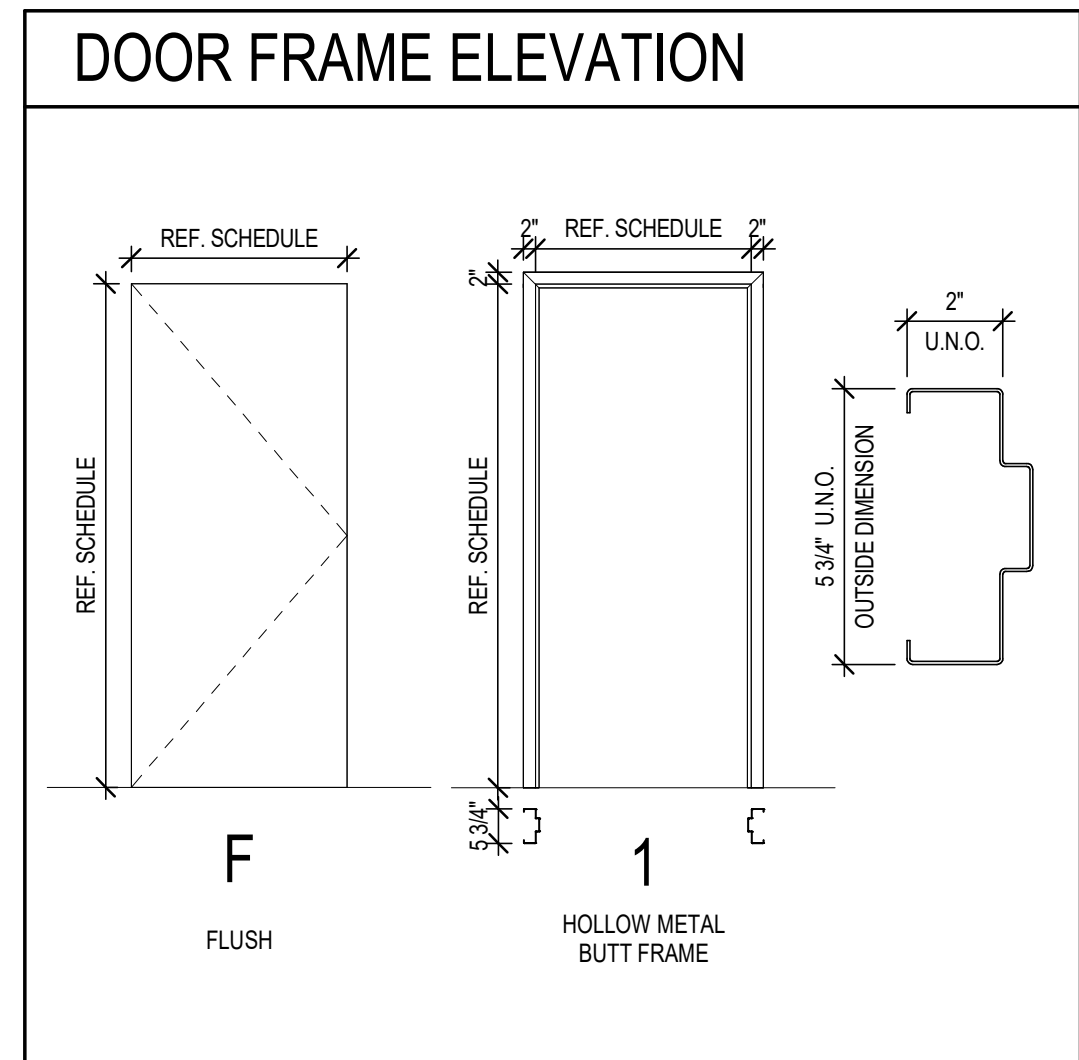 DOOR FRAME ELEVATION
REF. SCHEDULE
REF. SCHEDULE
F
FLUSH
2"
REF. SCHEDULE
2"
2"
REF. SCHEDULE
5 3/4"
1
HOLLOW METAL
BUTT FRAME
2"
U.N.O.
5 3/4" U.N.O.
OUTSIDE DIMENSION